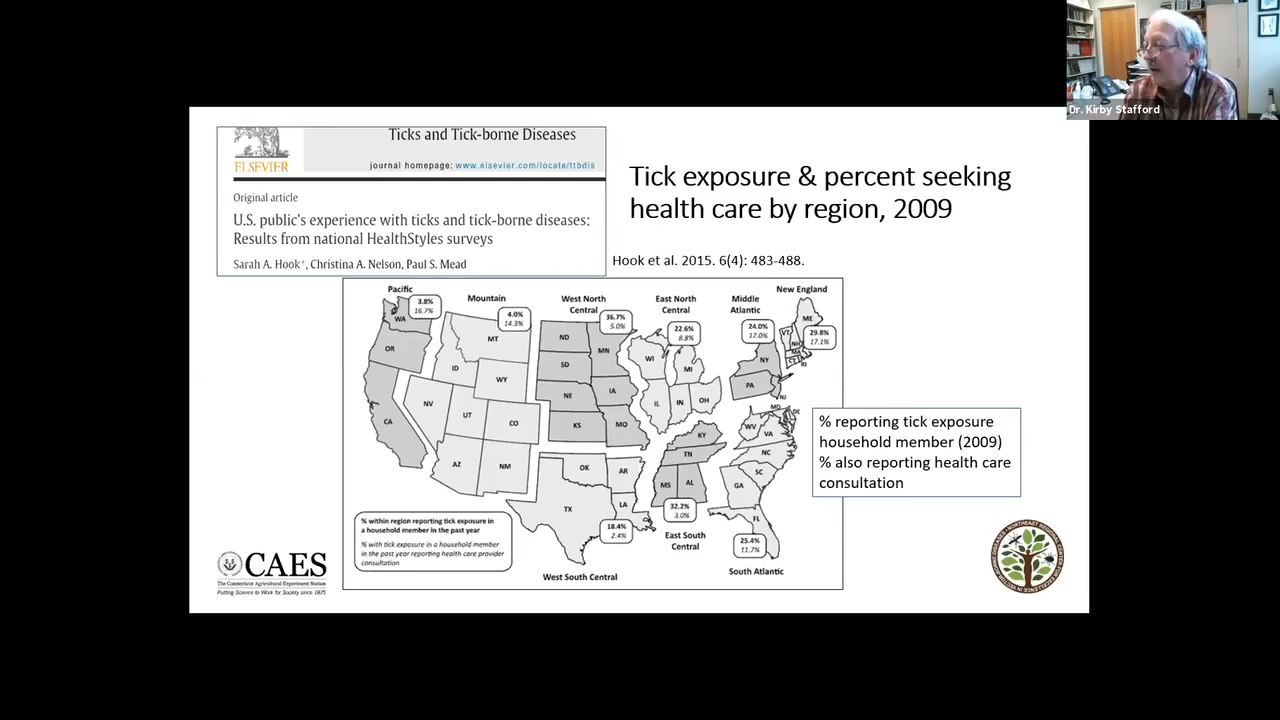 Dr. Kirby Stafford
Ticks and Tick-borne Diseases
ELSEVIER
journal homepage: www.elsevier.com/locate/ttbdis
Original article
U.S. public's experience with ticks and tick-borne diseases:
Results from national HealthStyles surveys
Sarah A. Hook*, Christina A. Nelson, Paul S. Mead
Tick exposure & percent seeking
health care by region, 2009
Hook et al. 2015. 6(4): 483-488.
Pacific
3.8%
16.7%
WA
OR
CA
Mountain
4.0%
14.3%
MT
ID
WY
NV
UT
CO
AZ
NM
West North
Central
36.7%
5.0%
ND
MN
SD
IA
NE
KS
MO
East North
Central
22.6%
8.8%
WI
MI
IL
IN
OH
Middle
Atlantic
24.0%
17.0%
NY
PA
NJ
New England
29.8%
17.1%
ME
VT
NH
MA
CT
RI
OK
AR
TX
LA
18.4%
2.4%
West South Central
KY
TN
MS
AL
32.2%
3.0%
East South
Central
MD
DE
WV
VA
NC
SC
GA
FL
25.4%
11.7%
South Atlantic
% within region reporting tick exposure in
a household member in the past year
% with tick exposure in a household member
in the past year reporting health care provider
consultation
% reporting tick exposure
household member (2009)
% also reporting health care
consultation
CAES
The Connecticut Agricultural Experiment Station
Putting Science to Work for Society since 1875
NORTHEAST REGIONAL CENTER OF EXCELLENCE IN VECTOR-BORNE DISEASES